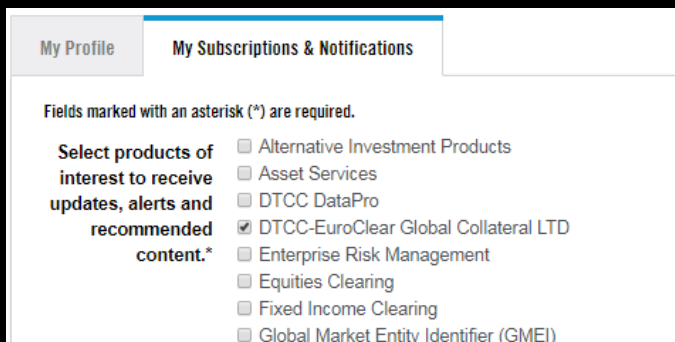 My Profile
My Subscriptions & Notifications
Fields marked with an asterisk (*) are required.
Select products of interest to receive updates, alerts and recommended content.*
Alternative Investment Products
Asset Services
DTCC DataPro
DTCC-EuroClear Global Collateral LTD
Enterprise Risk Management
Equities Clearing
Fixed Income Clearing
Global Market Entity Identifier (GMEI)